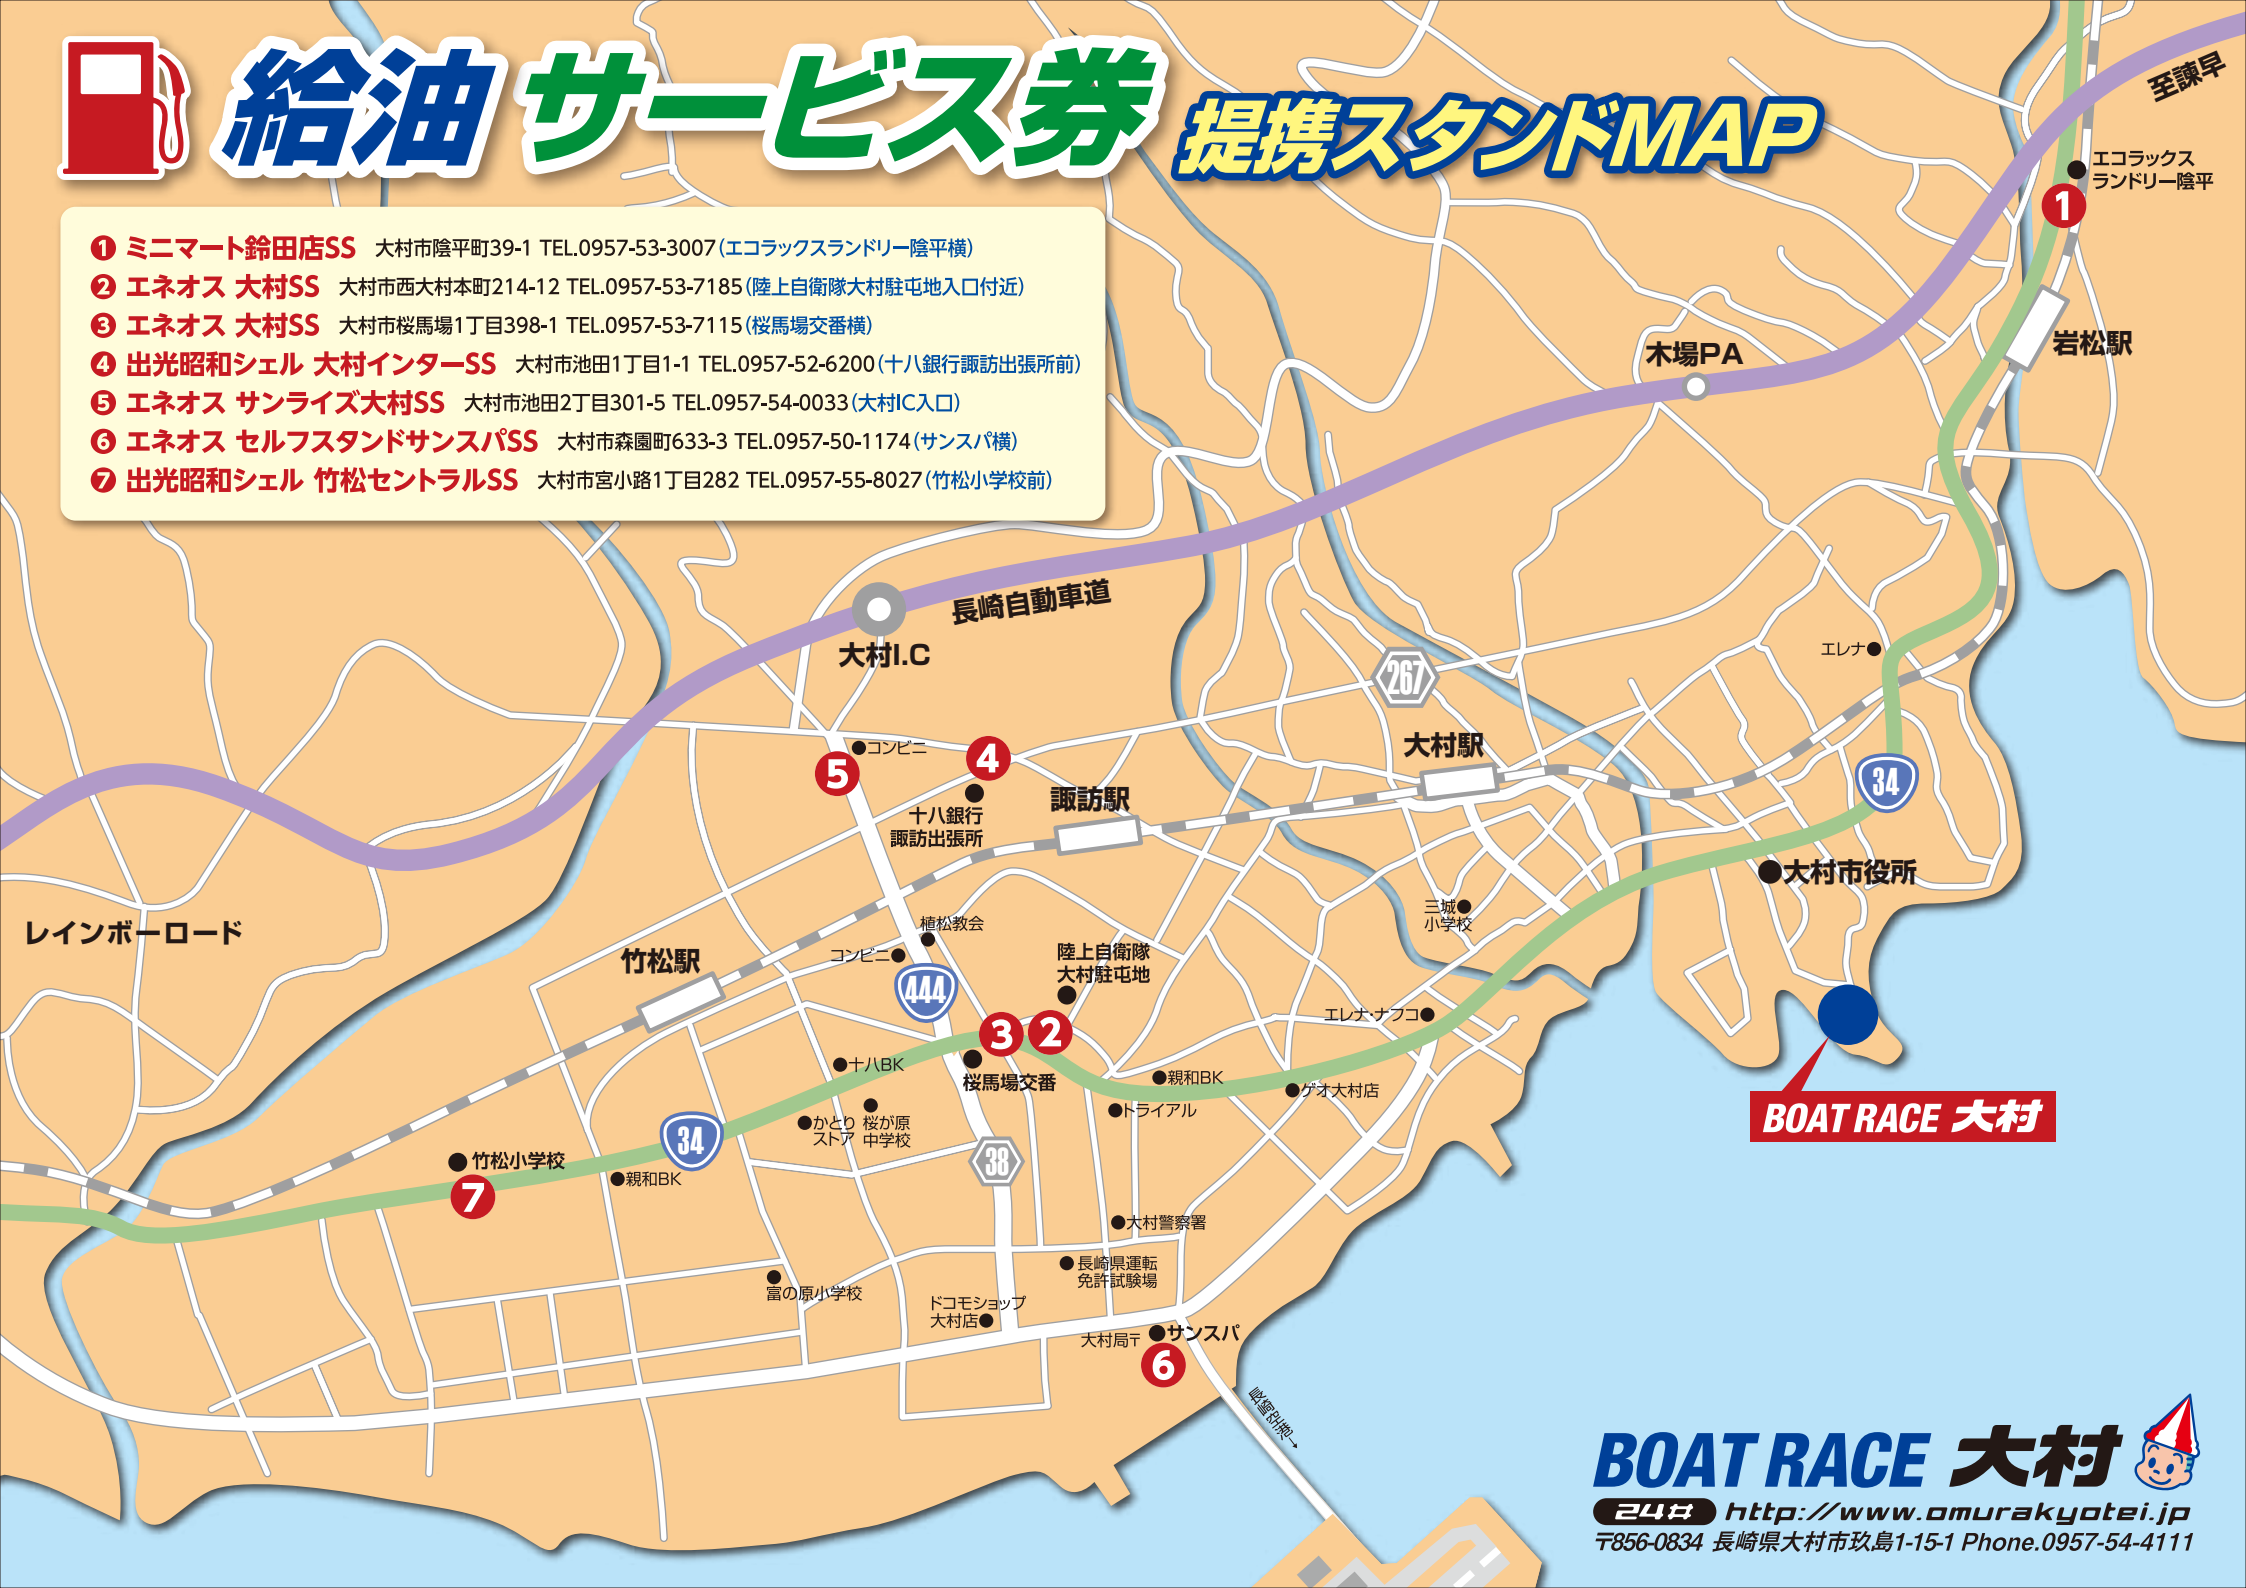 給油サービス券 提携スタンドMAP
1 ミニマート鈴田店SS 大村市陰平町39-1 TEL.0957-53-3007(エコラックスランドリー陰平横)
2 エネオス 大村SS 大村市西大村本町214-12 TEL.0957-53-7185(陸上自衛隊大村駐屯地入口付近)
3 エネオス 大村SS 大村市桜馬場1丁目398-1 TEL.0957-53-7115(桜馬場交番横)
4 出光昭和シェル 大村インターSS 大村市池田1丁目1-1 TEL.0957-52-6200(十八銀行諏訪出張所前)
5 エネオス サンライズ大村SS 大村市池田2丁目301-5 TEL.0957-54-0033(大村IC入口)
6 エネオス セルフスタンドサンスパSS 大村市森園町633-3 TEL.0957-50-1174(サンスパ横)
7 出光昭和シェル 竹松セントラルSS 大村市宮小路1丁目282 TEL.0957-55-8027(竹松小学校前)
至諫早
エコラックス
ランドリー陰平
1
岩松駅
木場PA
長崎自動車道
大村I.C
エレナ
267
大村駅
コンビニ
4
5
34
諏訪駅
十八銀行
諏訪出張所
大村市役所
三城
小学校
レインボーロード
植松教会
コンビニ
竹松駅
陸上自衛隊
大村駐屯地
444
エレナ・ナフコ
3
2
十八BK
桜馬場交番
親和BK
ゲオ大村店
トライアル
BOAT RACE 大村
かとり
ストア
桜が原
中学校
34
38
竹松小学校
7
親和BK
大村警察署
長崎県運転
免許試験場
富の原小学校
ドコモショップ
大村店
大村局〒
サンスパ
6
長崎空港→
BOAT RACE 大村
24# http://www.omurakyotei.jp
〒856-0834 長崎県大村市玖島1-15-1 Phone.0957-54-4111